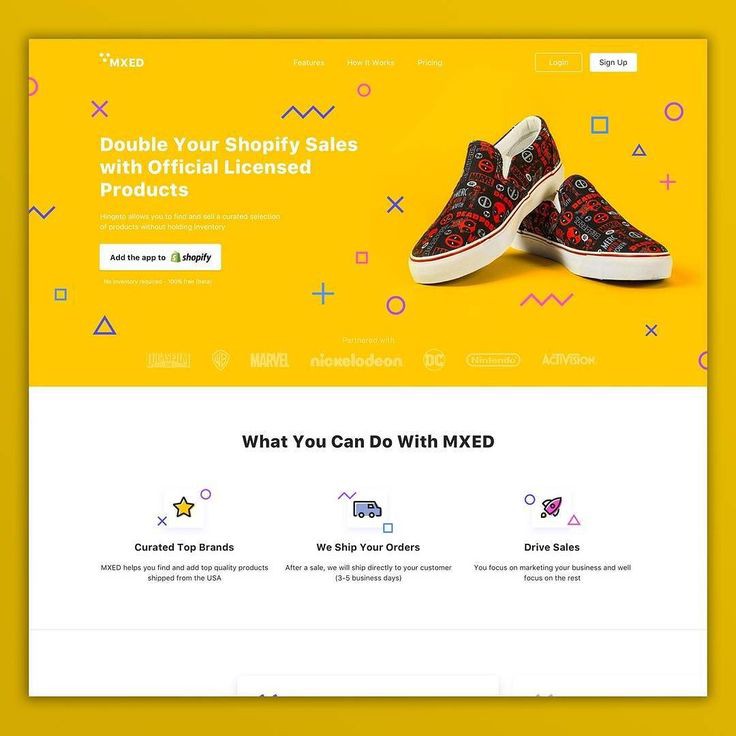 MXED
Features How It Works Pricing
Login Sign Up
Double Your Shopify Sales
with Official Licensed
Products
Hingeto allows you to find and sell a curated selection
of products without holding inventory
Add the app to shopify
No inventory required - 100% free (beta)
Partnered with
WB MARVEL nickelodeon DC Nintendo ACTIVISION
What You Can Do With MXED
Curated Top Brands We Ship Your Orders Drive Sales
MXED helps you find and add top quality products After a sale, we will ship directly to your customer You focus on marketing your business and well
shipped from the USA (3-5 business days) focus on the rest